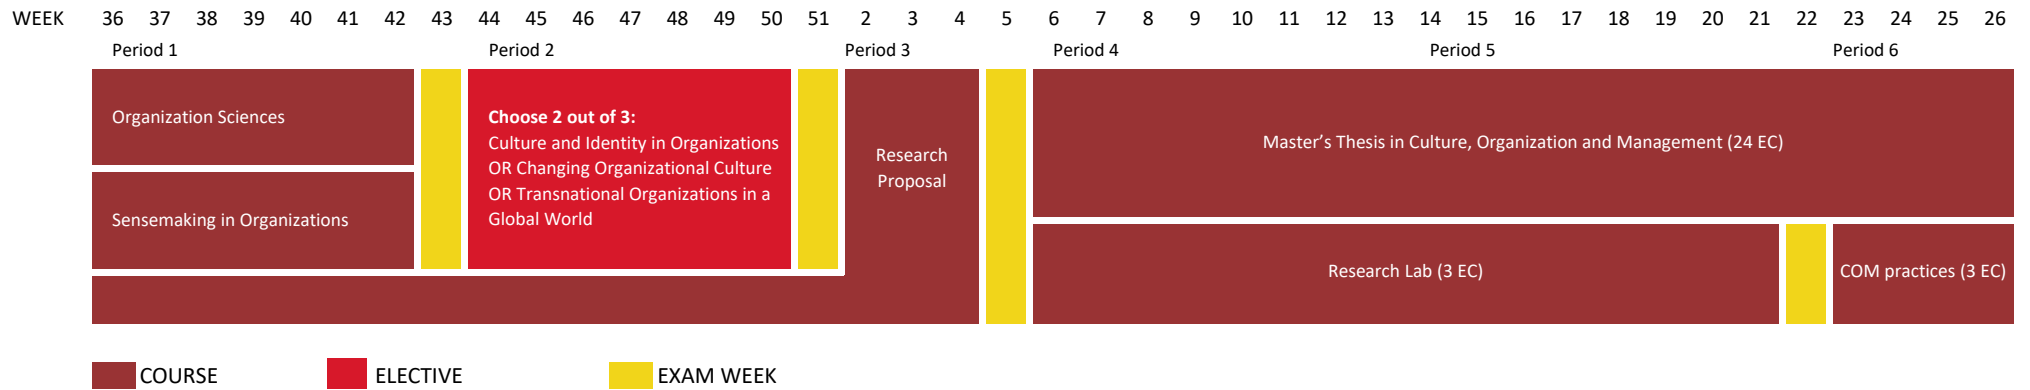 WEEK 36 37 38 39 40 41 42 43 44 45 46 47 48 49 50 51 2 3 4 5 6 7 8 9 10 11 12 13 14 15 16 17 18 19 20 21 22 23 24 25 26
Period 1 Period 2 Period 3 Period 4 Period 5 Period 6
Organization Sciences
Sensemaking in Organizations
Choose 2 out of 3:
Culture and Identity in Organizations
OR Changing Organizational Culture
OR Transnational Organizations in a
Global World
Research
Proposal
Master's Thesis in Culture, Organization and Management (24 EC)
Research Lab (3 EC)
COM practices (3 EC)
COURSE ELECTIVE EXAM WEEK